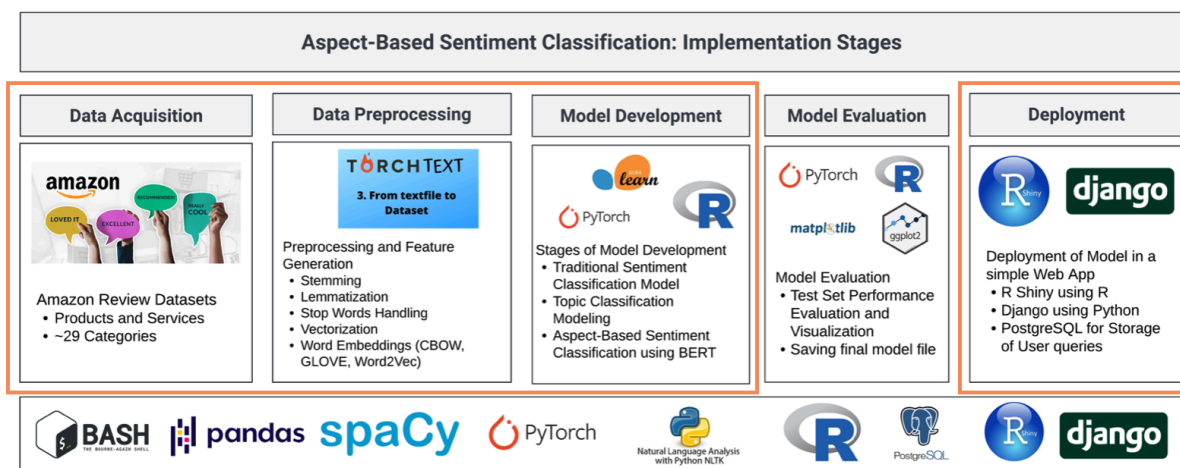 Aspect-Based Sentiment Classification: Implementation Stages
Data Acquisition
amazon
LOVED IT
EXCELLENT
RECOMMENDED!
REALLY
COOL
Amazon Review Datasets
• Products and Services
• ~29 Categories
Data Preprocessing
TORCHTEXT
3. From textfile to
Dataset
Preprocessing and Feature
Generation
• Stemming
• Lemmatization
• Stop Words Handling
• Vectorization
• Word Embeddings (CBOW,
GLOVE, Word2Vec)
Model Development
learn
PyTorch
R
Stages of Model Development
• Traditional Sentiment
Classification Model
• Topic Classification
Modeling
• Aspect-Based Sentiment
Classification using BERT
Model Evaluation
PyTorch
R
matplotlib
ggplot2
Model Evaluation
• Test Set Performance
Evaluation and
Visualization
• Saving final model file
Deployment
R Shiny
django
Deployment of Model in a
simple Web App
• R Shiny using R
• Django using Python
• PostgreSQL for Storage
of User queries
$_ BASH
THE BOURNE-AGAIN SHELL
pandas
spaCy
PyTorch
Natural Language Analysis
with Python NLTK
R
PostgreSQL
R Shiny
django